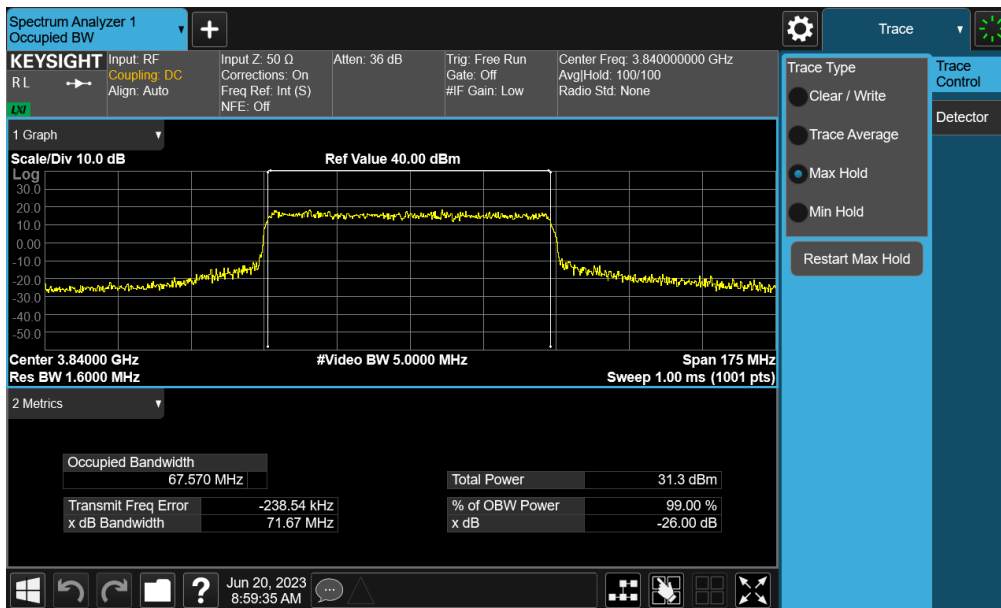 Spectrum Analyzer 1
Occupied BW
+
Trace
KEYSIGHT
R L
LXI
Input: RF
Coupling: DC
Align: Auto
Input Z: 50 Ω
Corrections: On
Freq Ref: Int (S)
NFE: Off
Atten: 36 dB
Trig: Free Run
Gate: Off
#IF Gain: Low
Center Freq: 3.840000000 GHz
Avg|Hold: 100/100
Radio Std: None
Trace Type
Clear / Write
Trace Average
Max Hold
Min Hold
Restart Max Hold
Trace
Control
Detector
1 Graph
Scale/Div 10.0 dB
Ref Value 40.00 dBm
Log
30.0
20.0
10.0
0.00
-10.0
-20.0
-30.0
-40.0
-50.0
Center 3.84000 GHz
#Video BW 5.0000 MHz
Span 175 MHz
Res BW 1.6000 MHz
Sweep 1.00 ms (1001 pts)
2 Metrics
Occupied Bandwidth
67.570 MHz
Total Power 31.3 dBm
Transmit Freq Error -238.54 kHz
% of OBW Power 99.00 %
x dB Bandwidth 71.67 MHz
x dB -26.00 dB
?
Jun 20, 2023
8:59:35 AM